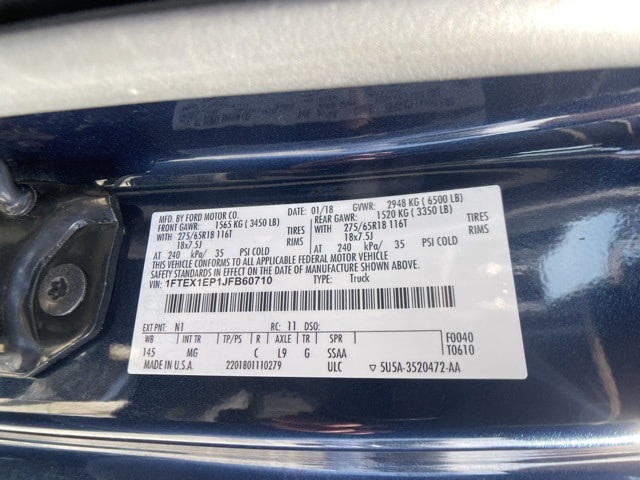 MFD. BY FORD MOTOR CO. DATE: 01/18 GVWR: 2948 KG ( 6500 LB)
FRONT GAWR: 1565 KG ( 3450 LB) REAR GAWR: 1520 KG ( 3350 LB)
WITH 275/65R18 116T TIRES WITH 275/65R18 116T TIRES
18x7.5J RIMS 18x7.5J RIMS
AT 240 kPa/ 35 PSI COLD AT 240 kPa/ 35 PSI COLD
THIS VEHICLE CONFORMS TO ALL APPLICABLE FEDERAL MOTOR VEHICLE
SAFETY STANDARDS IN EFFECT ON THE DATE OF MANUFACTURE SHOWN ABOVE.
VIN: 1FTEX1EP1JFB60710 TYPE: Truck
EXT PNT: N1 RC: 11 DSO: F0040
WB INT TR TP/PS R AXLE TR SPR T0610
145 MG C L9 G SSAA
MADE IN U.S.A. 2201801110279 ULC ▽5U5A-3520472-AA